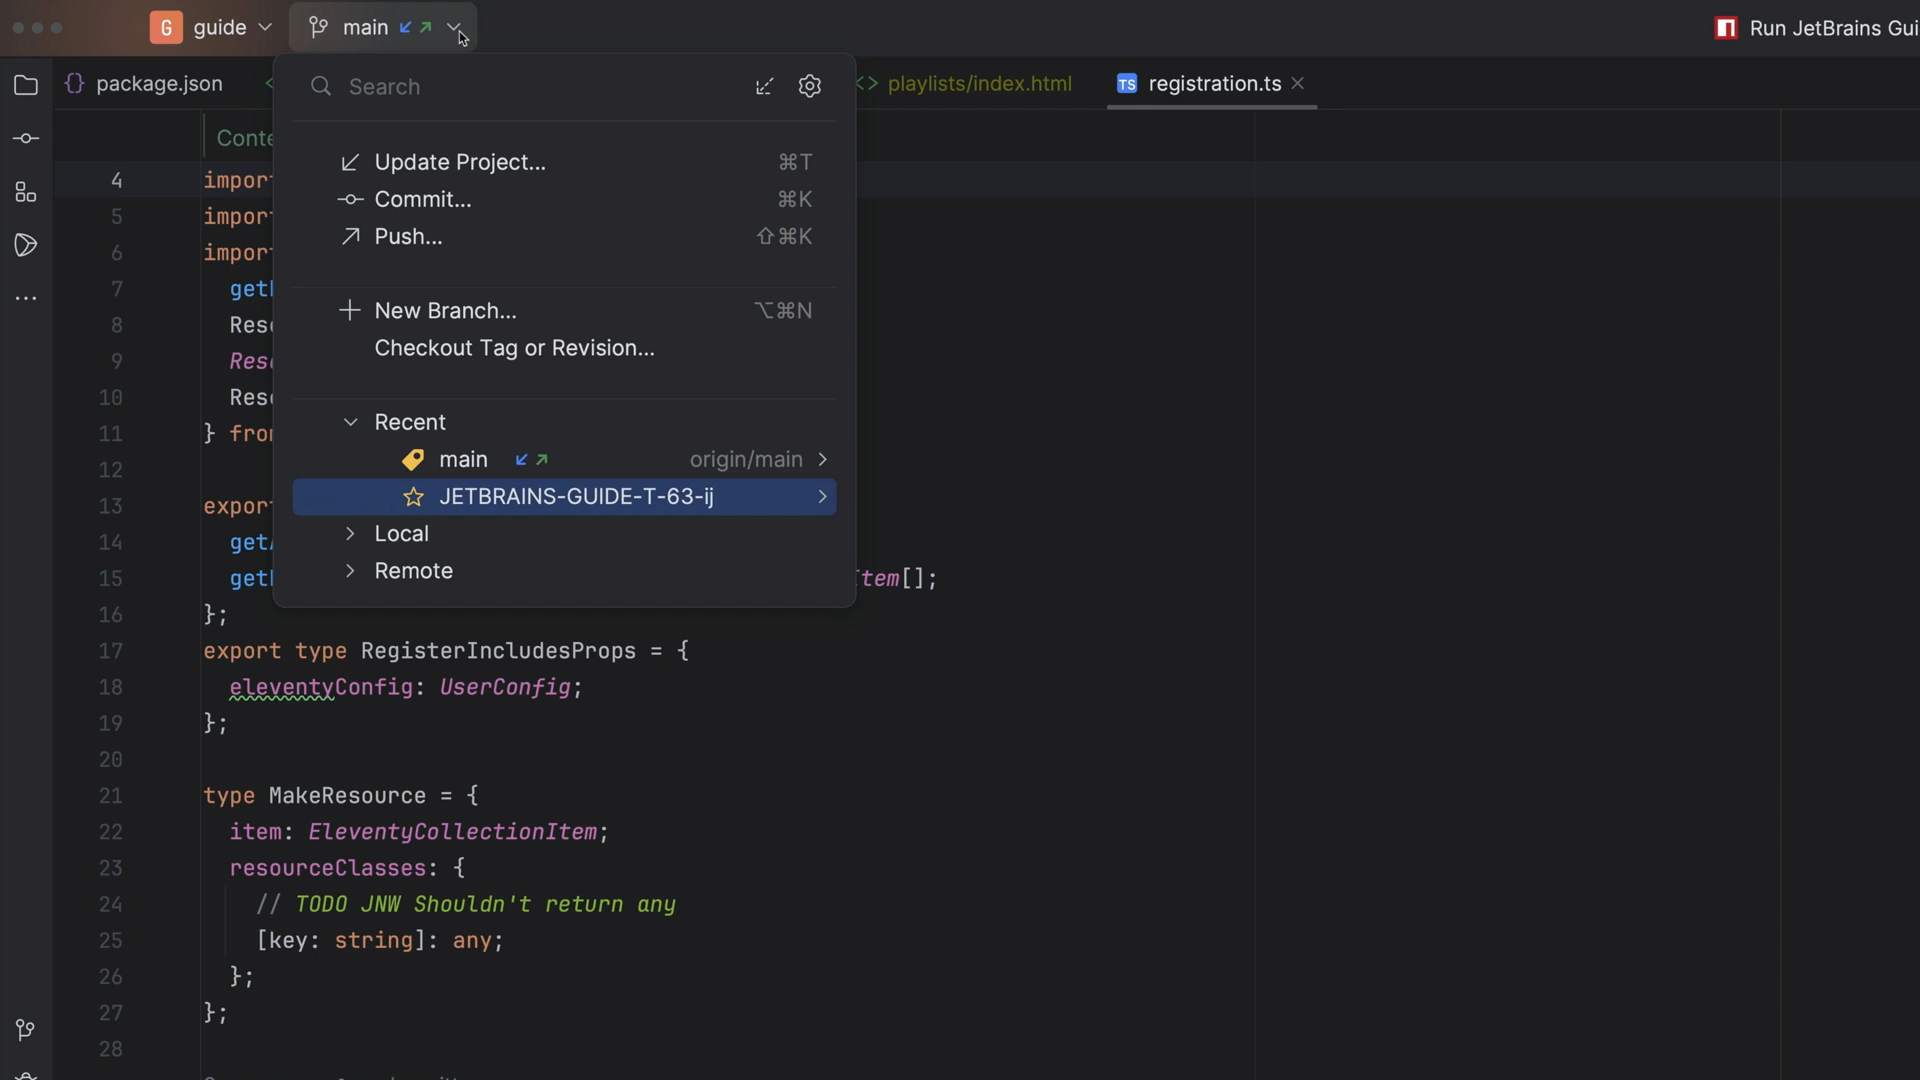 G guide main Run JetBrains Gui
package.json playlists/index.html TS registration.ts
Search
Conte
Update Project... ⌘T
Commit... ⌘K
Push... ⇧⌘K
New Branch... ⌥⌘N
Checkout Tag or Revision...
Recent
main origin/main
JETBRAINS-GUIDE-T-63-ij
Local
Remote
4 impor
5 impor
6 impor
7 get
8 Res
9 Res
10 Res
11 } fro
12
13 expor
14 get
15 get tem[];
16 };
17 export type RegisterIncludesProps = {
18 eleventyConfig: UserConfig;
19 };
20
21 type MakeResource = {
22 item: EleventyCollectionItem;
23 resourceClasses: {
24 // TODO JNW Shouldn't return any
25 [key: string]: any;
26 };
27 };
28